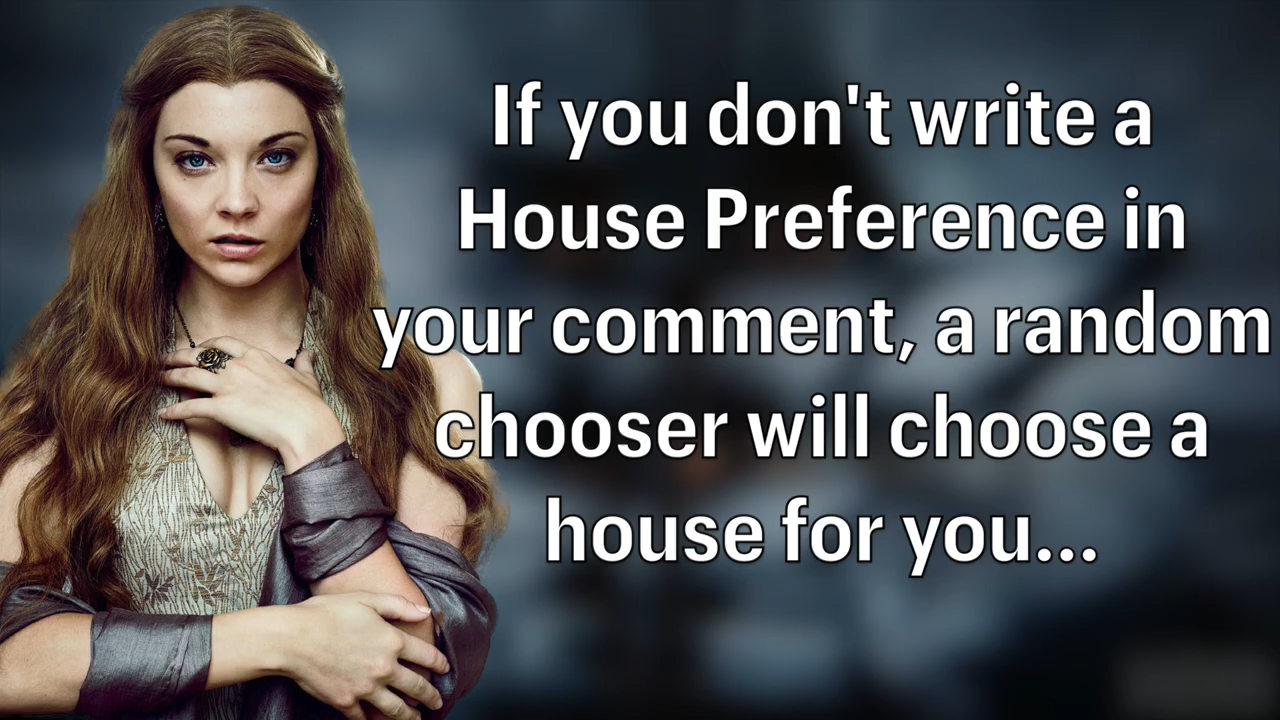 If you don't write a
House Preference in
your comment, a random
chooser will choose a
house for you...